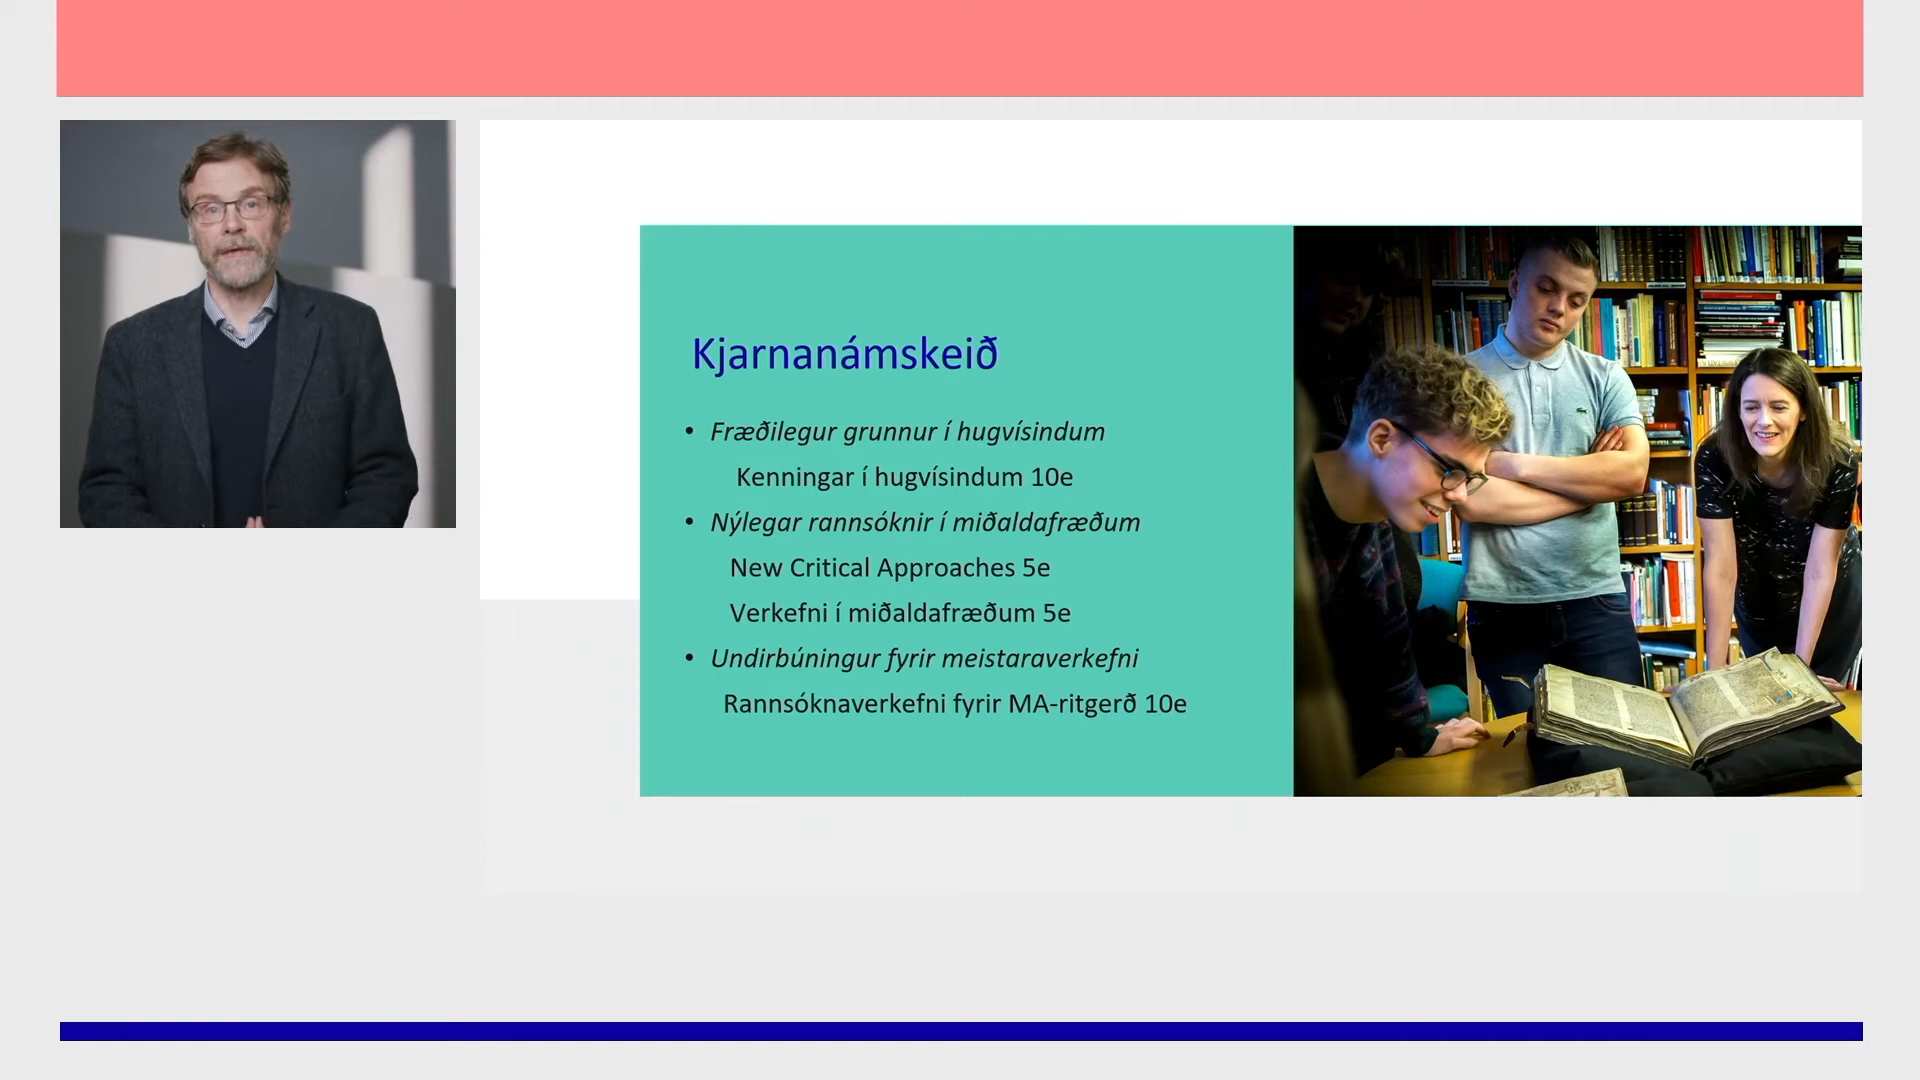 Kjarnanámskeið
• Fræðilegur grunnur í hugvísindum
Kenningar í hugvísindum 10e
• Nýlegar rannsóknir í miðaldafræðum
New Critical Approaches 5e
Verkefni í miðaldafræðum 5e
• Undirbúningur fyrir meistaraverkefni
Rannsóknaverkefni fyrir MA-ritgerð 10e